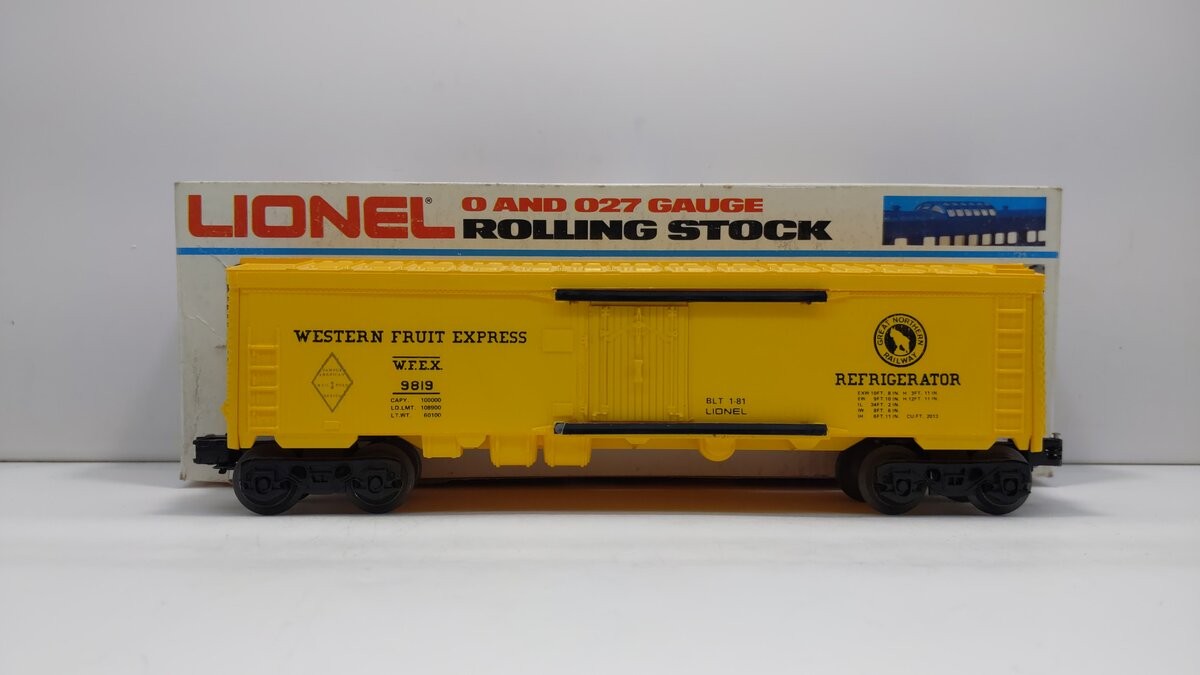 LIONEL®
O AND O27 GAUGE
ROLLING STOCK
WESTERN FRUIT EXPRESS
W.F.E.X.
9819
CAPY. 100000
LD.LMT. 108900
LT.WT. 60100
BLT 1-81
LIONEL
GREAT NORTHERN
RAILWAY
REFRIGERATOR